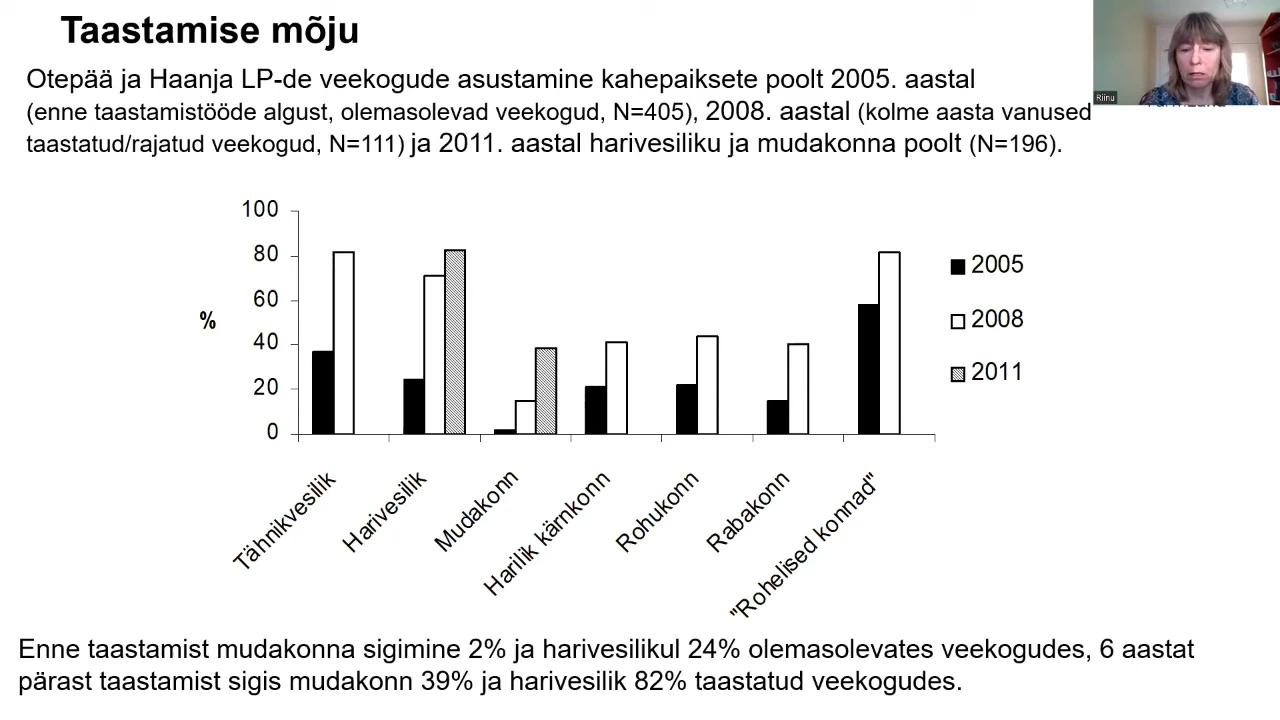 Taastamise mõju
Otepää ja Haanja LP-de veekogude asustamine kahepaiksete poolt 2005. aastal
(enne taastamistööde algust, olemasolevad veekogud, N=405), 2008. aastal (kolme aasta vanused
taastatud/rajatud veekogud, N=111) ja 2011. aastal harivesiliku ja mudakonna poolt (N=196).
Riinu
100
80
60
40
20
0
%
2005
2008
2011
Tähnikvesilik
Harivesilik
Mudakonn
Harilik kärnkonn
Rohukonn
Rabakonn
"Rohelised konnad"
Enne taastamist mudakonna sigimine 2% ja harivesilikul 24% olemasolevates veekogudes, 6 aastat
pärast taastamist sigis mudakonn 39% ja harivesilik 82% taastatud veekogudes.